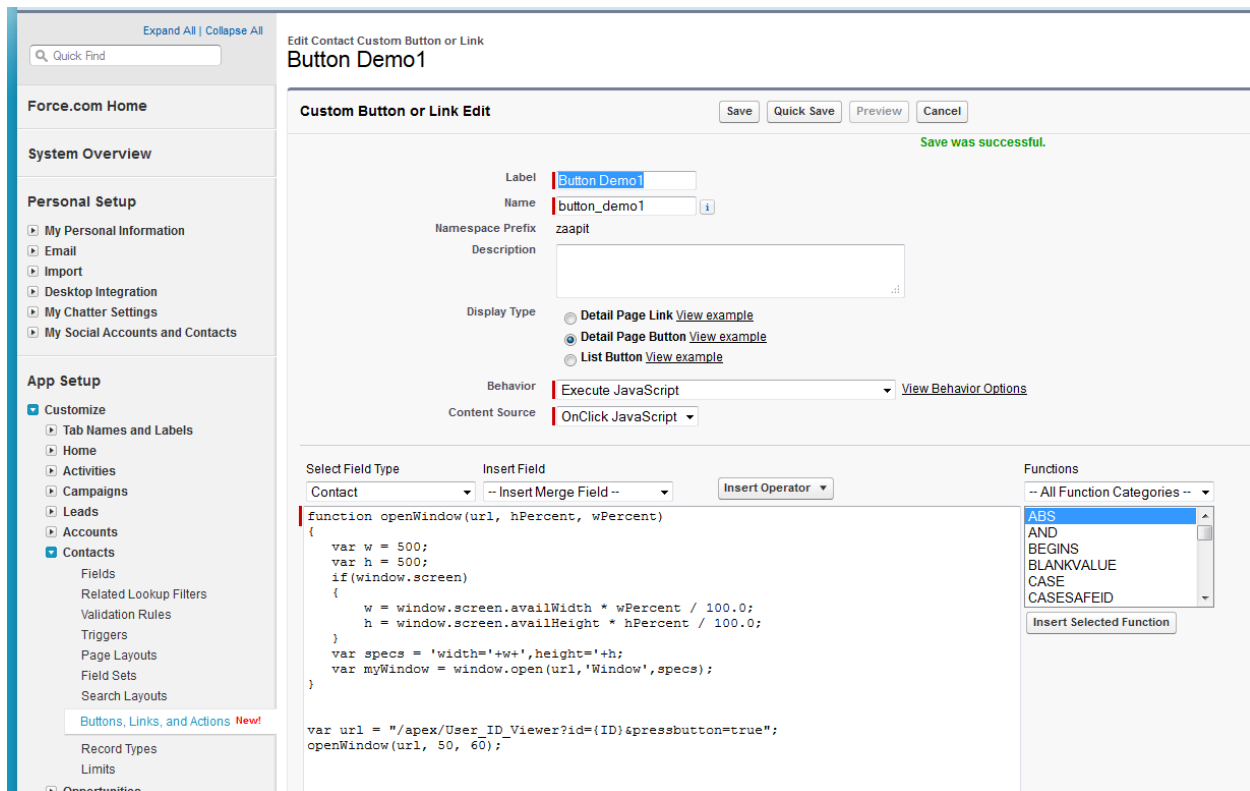 Expand All | Collapse All
Quick Find
Force.com Home
System Overview
Personal Setup
My Personal Information
Email
Import
Desktop Integration
My Chatter Settings
My Social Accounts and Contacts
App Setup
Customize
Tab Names and Labels
Home
Activities
Campaigns
Leads
Accounts
Contacts
Fields
Related Lookup Filters
Validation Rules
Triggers
Page Layouts
Field Sets
Search Layouts
Buttons, Links, and Actions New!
Record Types
Limits
Opportunities
Edit Contact Custom Button or Link
Button Demo1
Custom Button or Link Edit
Save Quick Save Preview Cancel
Save was successful.
Label Button Demo1
Name button_demo1 i
Namespace Prefix zaapit
Description
Display Type Detail Page Link View example
Detail Page Button View example
List Button View example
Behavior Execute JavaScript View Behavior Options
Content Source OnClick JavaScript
Select Field Type Insert Field Functions
Contact -- Insert Merge Field -- Insert Operator -- All Function Categories --
function openWindow(url, hPercent, wPercent)
{
var w = 500;
var h = 500;
if(window.screen)
{
w = window.screen.availWidth * wPercent / 100.0;
h = window.screen.availHeight * hPercent / 100.0;
}
var specs = 'width='+w+',height='+h;
var myWindow = window.open(url,'Window',specs);
}
var url = "/apex/User_ID_Viewer?id={ID}&pressbutton=true";
openWindow(url, 50, 60);
ABS
AND
BEGINS
BLANKVALUE
CASE
CASESAFEID
Insert Selected Function